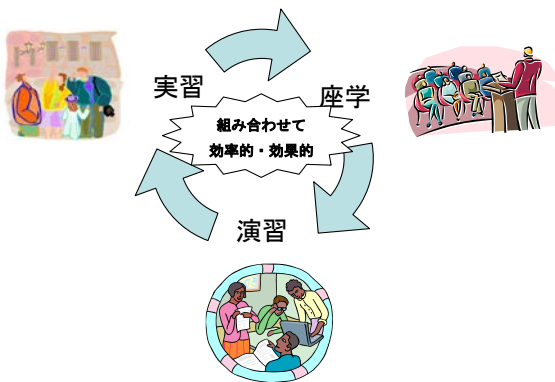 実習
座学
組み合わせて
効率的・効果的
演習